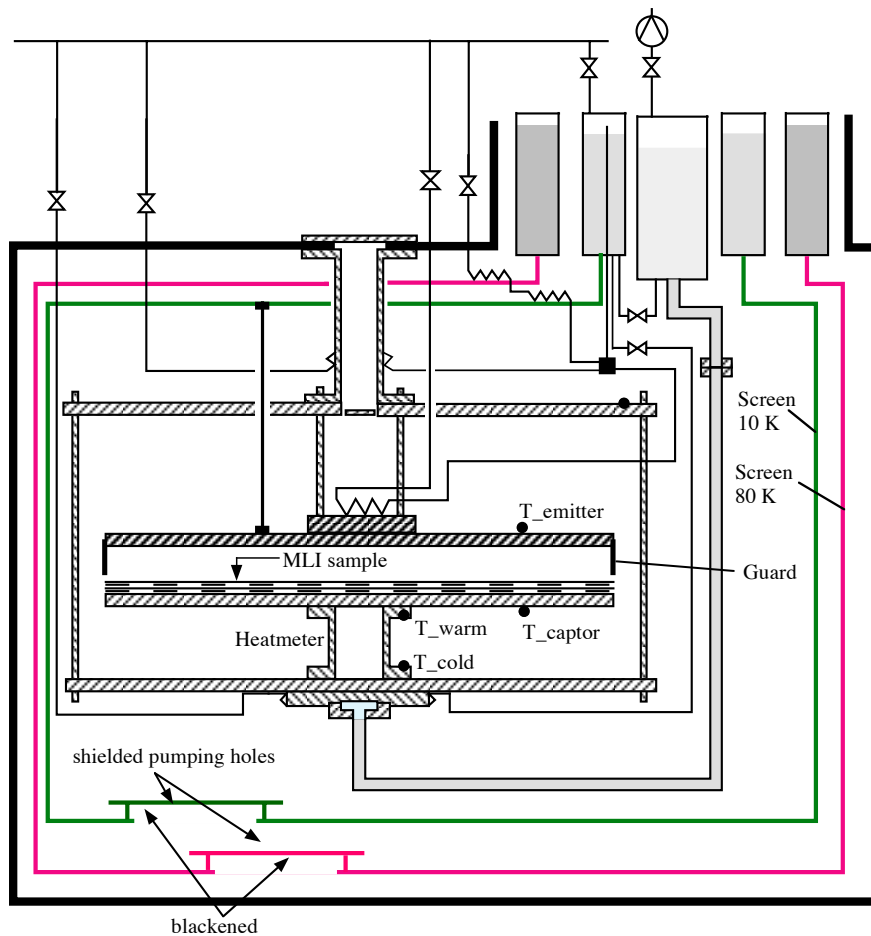 Screen
10 K
Screen
80 K
T_emitter
MLI sample
Guard
T_warm
T_captor
Heatmeter
T_cold
shielded pumping holes
blackened